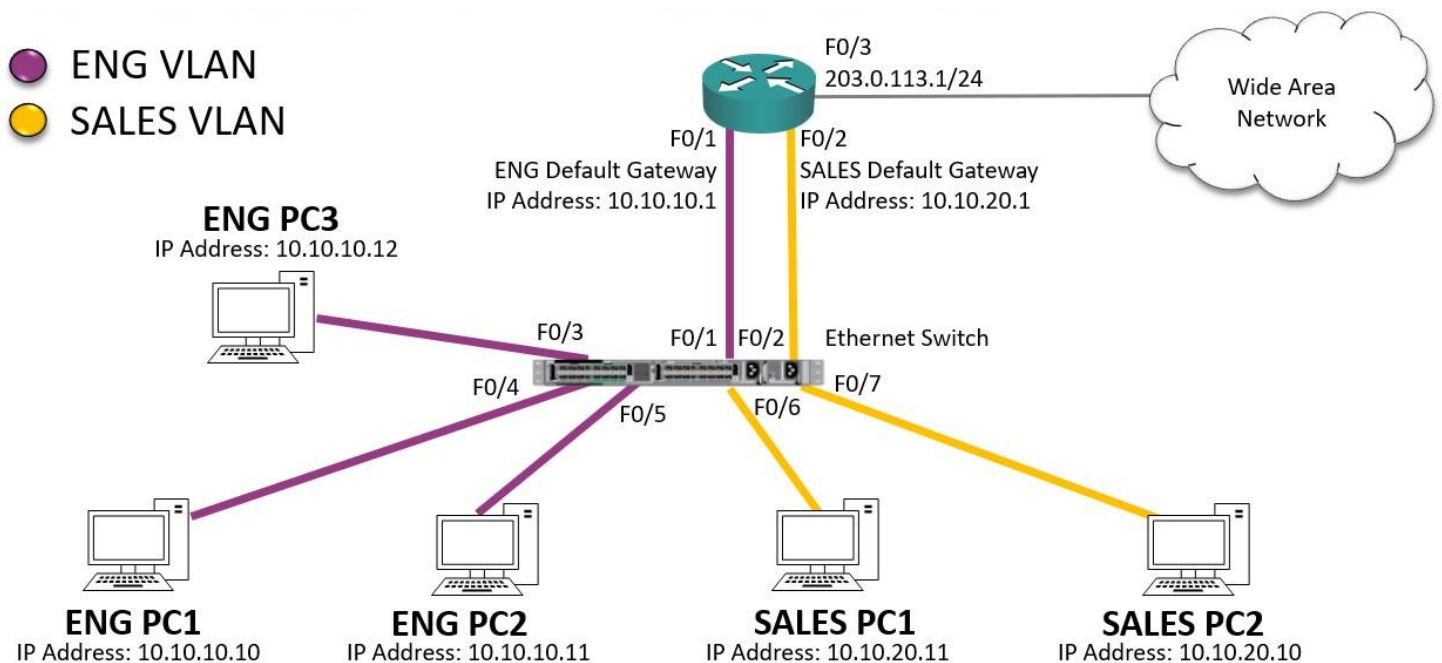 ENG VLAN
SALES VLAN
F0/3
203.0.113.1/24
Wide Area
Network
F0/1
ENG Default Gateway
IP Address: 10.10.10.1
F0/2
SALES Default Gateway
IP Address: 10.10.20.1
ENG PC3
IP Address: 10.10.10.12
F0/3
F0/1
F0/2
Ethernet Switch
F0/4
F0/5
F0/6
F0/7
ENG PC1
IP Address: 10.10.10.10
ENG PC2
IP Address: 10.10.10.11
SALES PC1
IP Address: 10.10.20.11
SALES PC2
IP Address: 10.10.20.10